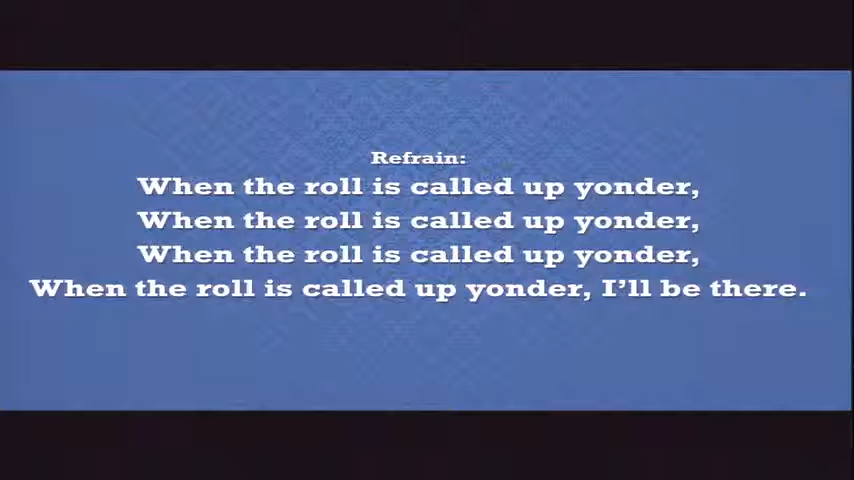 Refrain:
When the roll is called up yonder,
When the roll is called up yonder,
When the roll is called up yonder,
When the roll is called up yonder, I’ll be there.